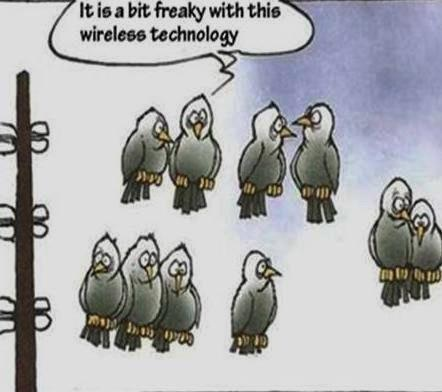 It is a bit freaky with this
wireless technology